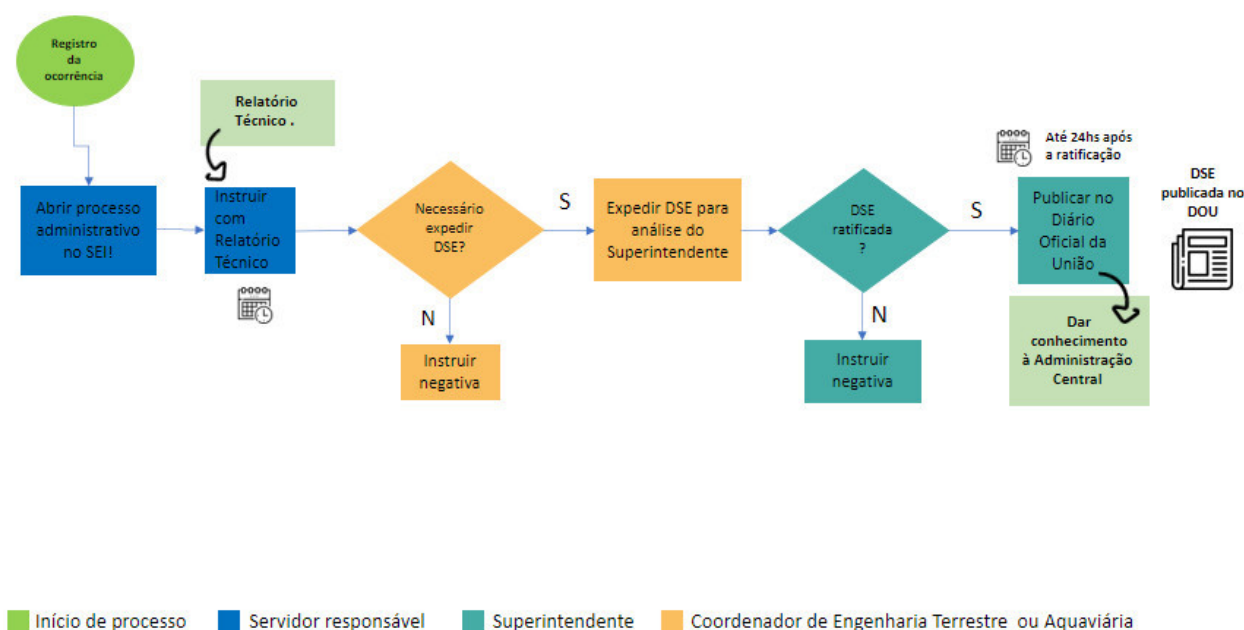 Registro
da
ocorrência
Relatório
Técnico .
Abrir processo
administrativo
no SEI!
Instruir
com
Relatório
Técnico
Necessário
expedir
DSE?
S
N
Instruir
negativa
Expedir DSE para
análise do
Superintendente
DSE
ratificada
?
S
N
Instruir
negativa
Até 24hs após
a ratificação
Publicar no
Diário
Oficial da
União
DSE
publicada no
DOU
Dar
conhecimento
à Administração
Central
Início de processo
Servidor responsável
Superintendente
Coordenador de Engenharia Terrestre ou Aquaviária